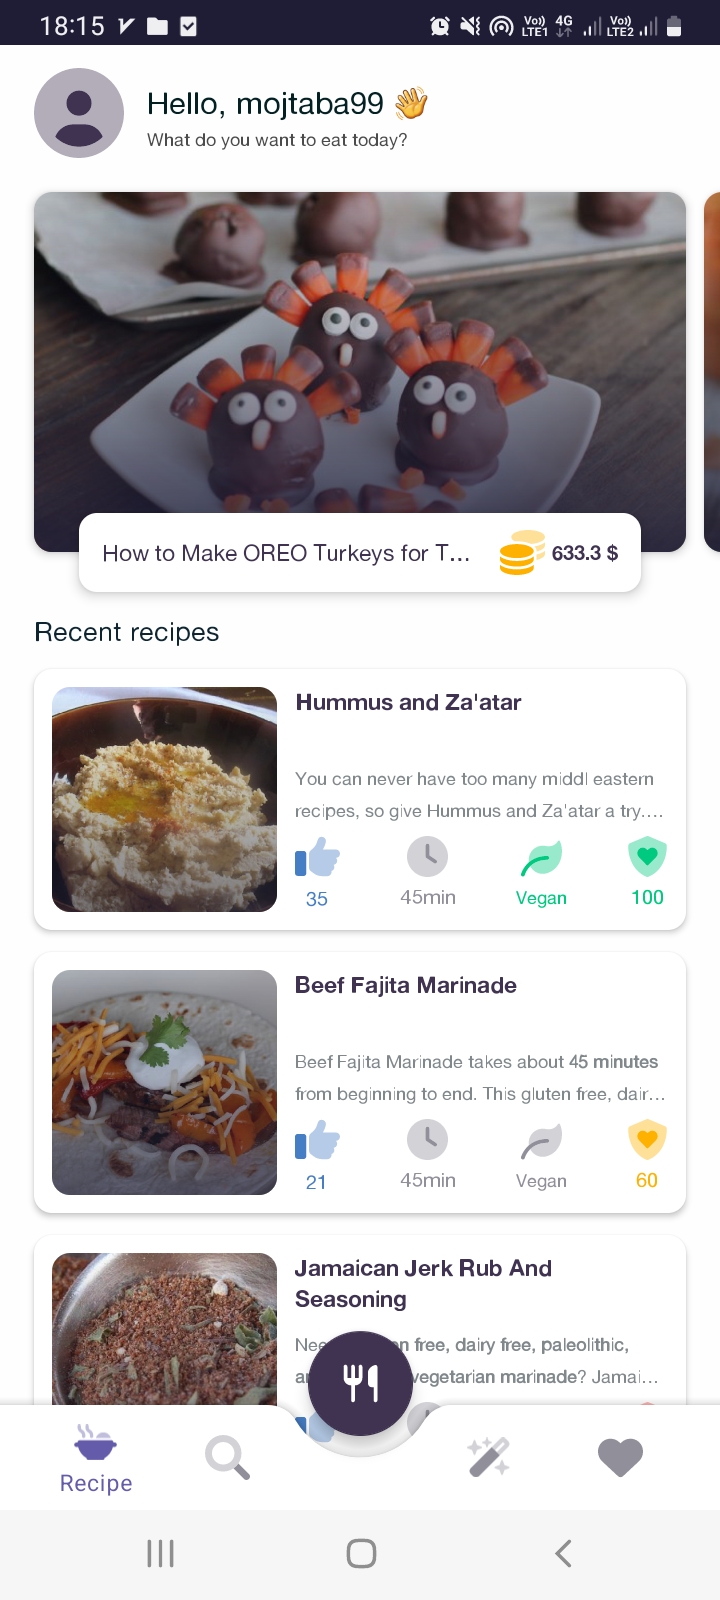 18:15
Vo)) LTE1 4G Vo)) LTE2
Hello, mojtaba99 👋
What do you want to eat today?
How to Make OREO Turkeys for T...
633.3 $
Recent recipes
Hummus and Za'atar
You can never have too many middl eastern
recipes, so give Hummus and Za'atar a try....
35 45min Vegan 100
Beef Fajita Marinade
Beef Fajita Marinade takes about 45 minutes
from beginning to end. This gluten free, dair...
21 45min Vegan 60
Jamaican Jerk Rub And
Seasoning
free, dairy free, paleolithic,
vegetarian marinade? Jamai...
Recipe